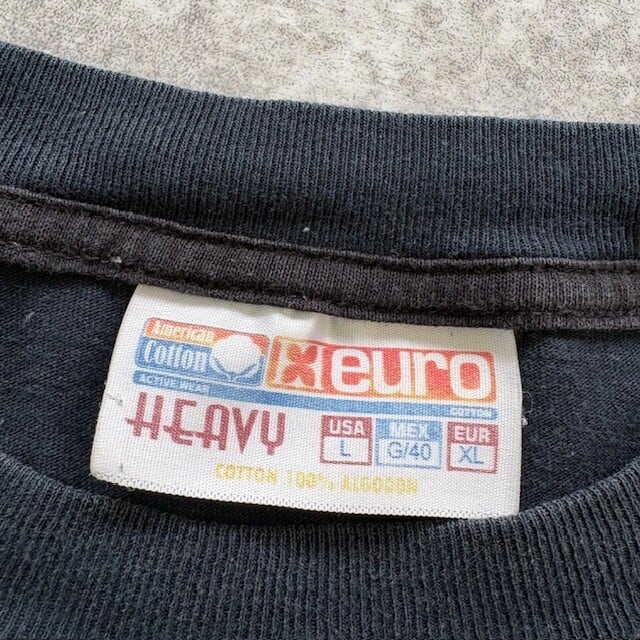 American
Cotton
euro
ACTIVE WEAR
COTTON
HEAVY
USA
L
MEX
G/40
EUR
XL
COTTON 100% ALGODON